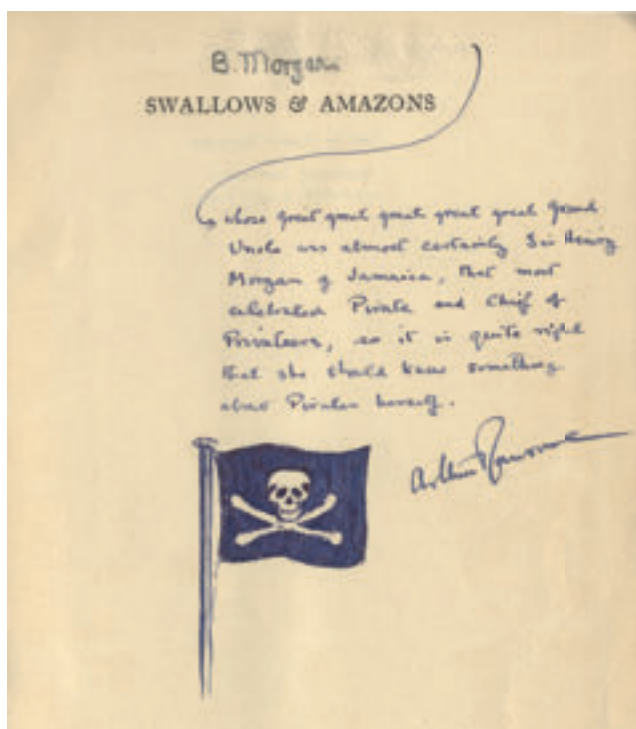 B. Morgan
SWALLOWS & AMAZONS
whose great great great great great Grand
Uncle was almost certainly Sir Henry
Morgan of Jamaica, that most
celebrated Pirate and Chief of
Privateers, so it is quite right
that she should know something
about Pirates herself.
Arthur Ransome